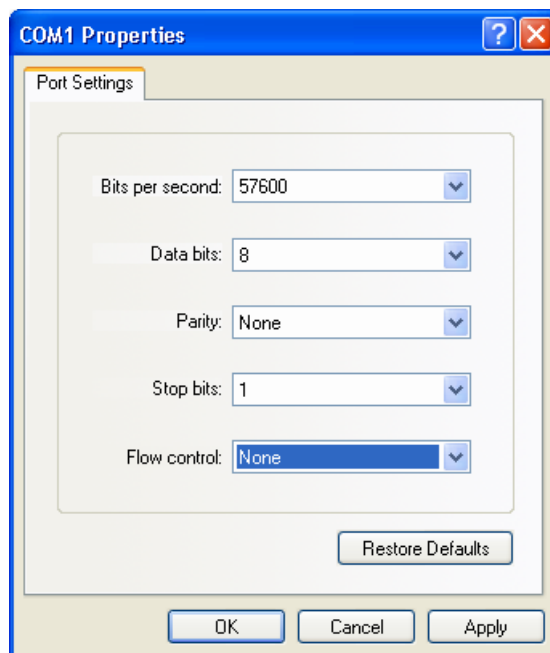 COM1 Properties
Port Settings
Bits per second: 57600
Data bits: 8
Parity: None
Stop bits: 1
Flow control: None
Restore Defaults
OK Cancel Apply